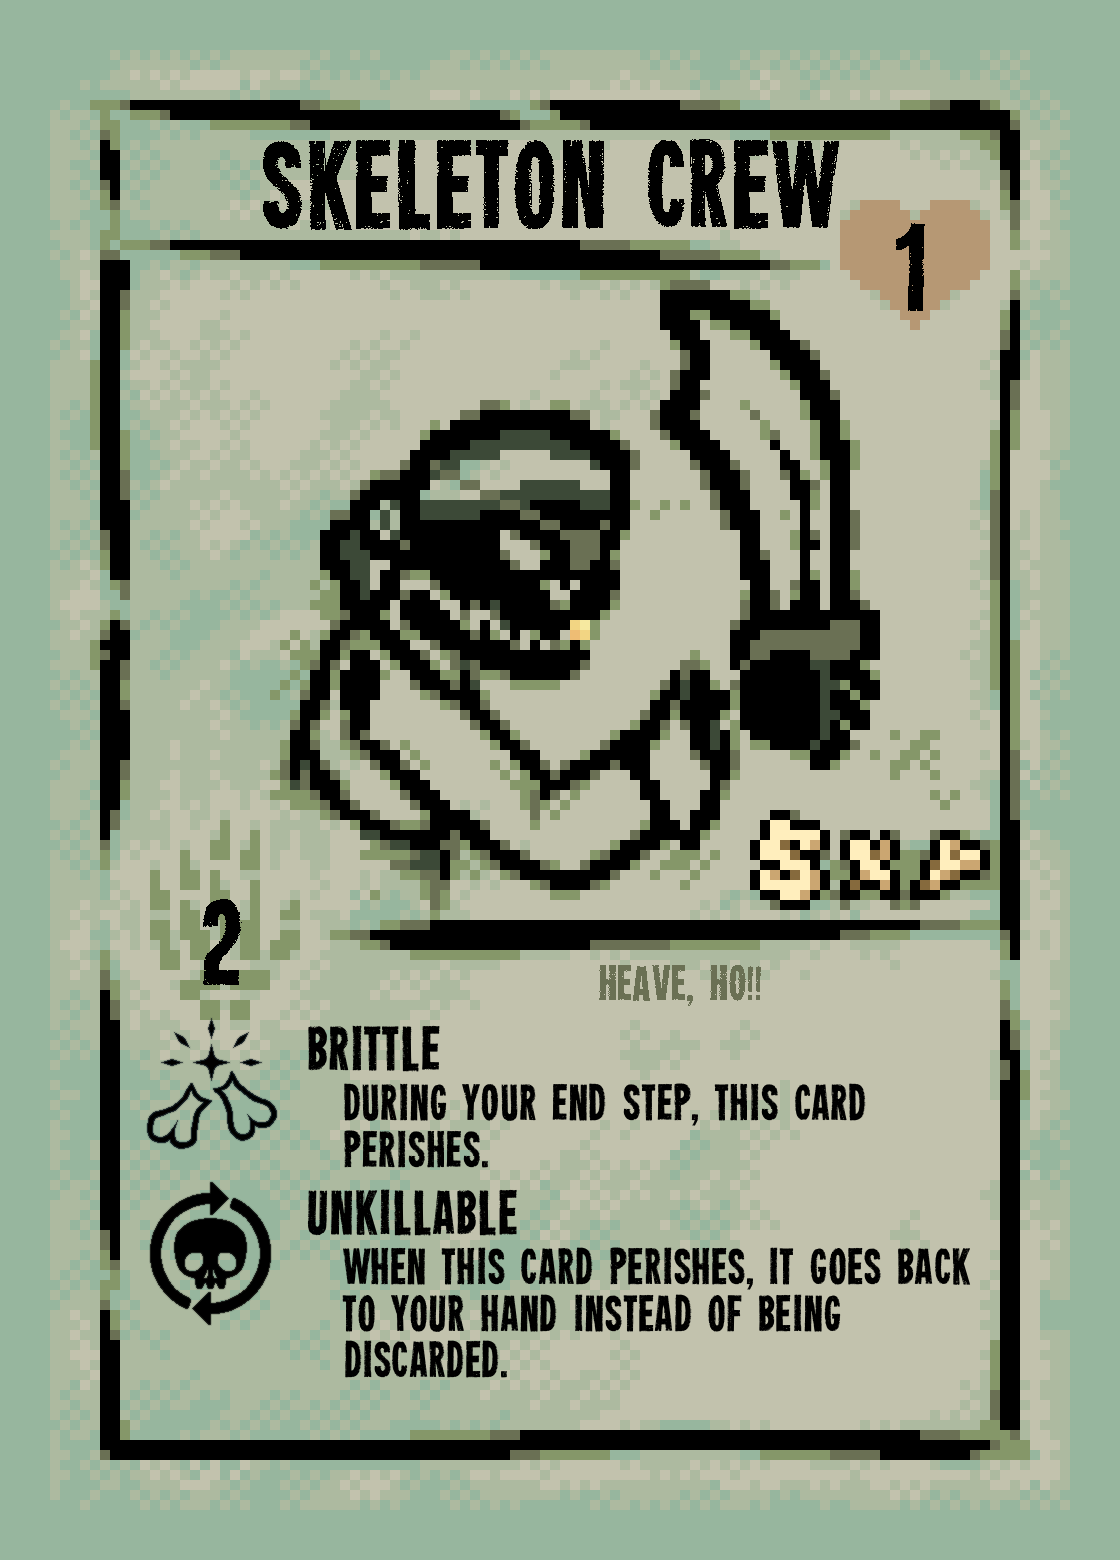 SKELETON CREW
1
5 X
2
HEAVE, HO!!
BRITTLE
DURING YOUR END STEP, THIS CARD
PERISHES.
UNKILLABLE
WHEN THIS CARD PERISHES, IT GOES BACK
TO YOUR HAND INSTEAD OF BEING
DISCARDED.